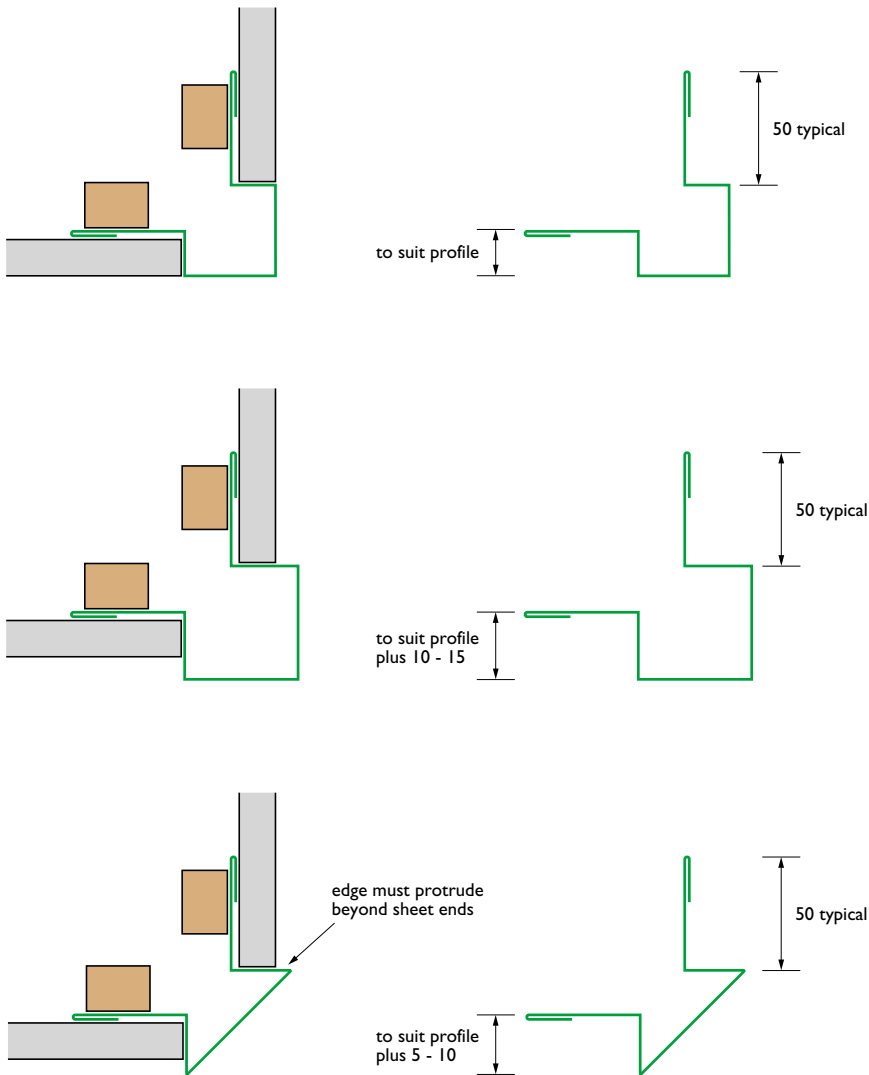 50 typical
to suit profile
50 typical
to suit profile
plus 10 - 15
edge must protrude
beyond sheet ends
50 typical
to suit profile
plus 5 - 10